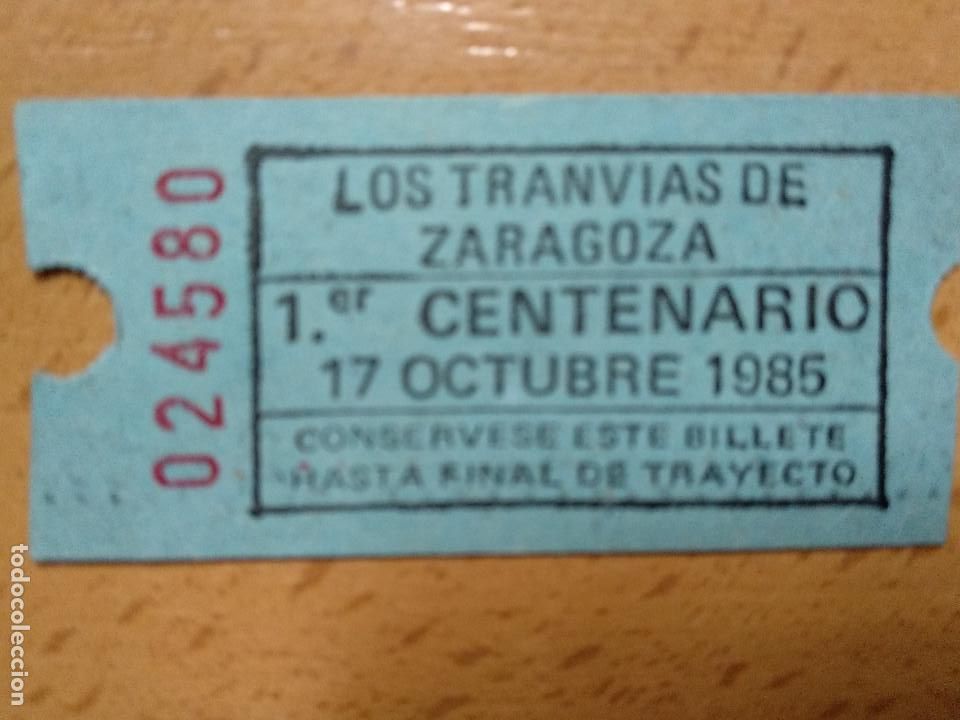 LOS TRANVIAS DE
ZARAGOZA
1.er CENTENARIO
17 OCTUBRE 1985
CONSERVESE ESTE BILLETE
HASTA FINAL DE TRAYECTO
024580
todocoleccion